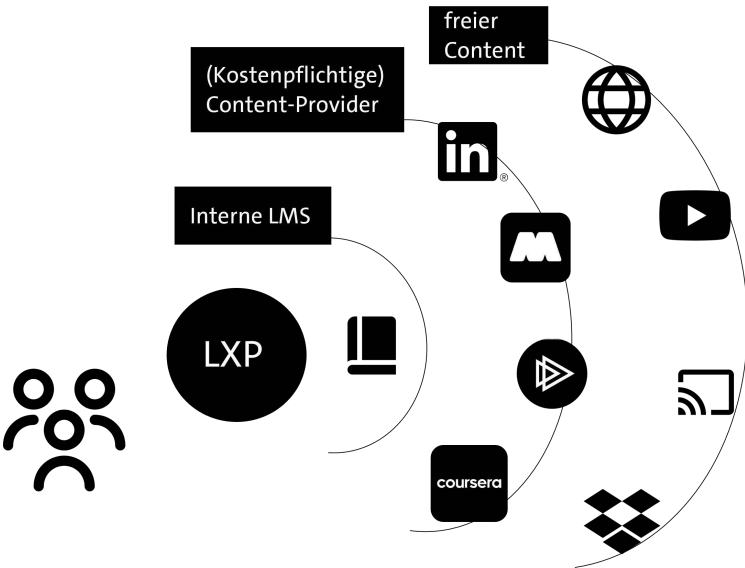 freier
Content
(Kostenpflichtige)
Content-Provider
in
®
Interne LMS
LXP
coursera